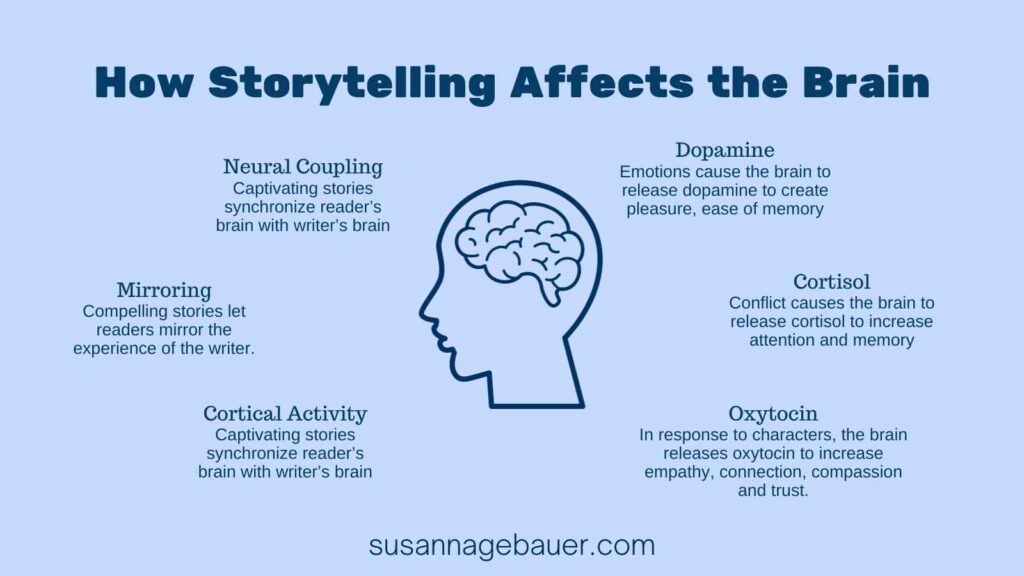 How Storytelling Affects the Brain
Neural Coupling
Captivating stories
synchronize reader’s
brain with writer’s brain
Mirroring
Compelling stories let
readers mirror the
experience of the writer.
Cortical Activity
Captivating stories
synchronize reader’s
brain with writer’s brain
Dopamine
Emotions cause the brain to
release dopamine to create
pleasure, ease of memory
Cortisol
Conflict causes the brain to
release cortisol to increase
attention and memory
Oxytocin
In response to characters, the brain
releases oxytocin to increase
empathy, connection, compassion
and trust.
susannagebauer.com